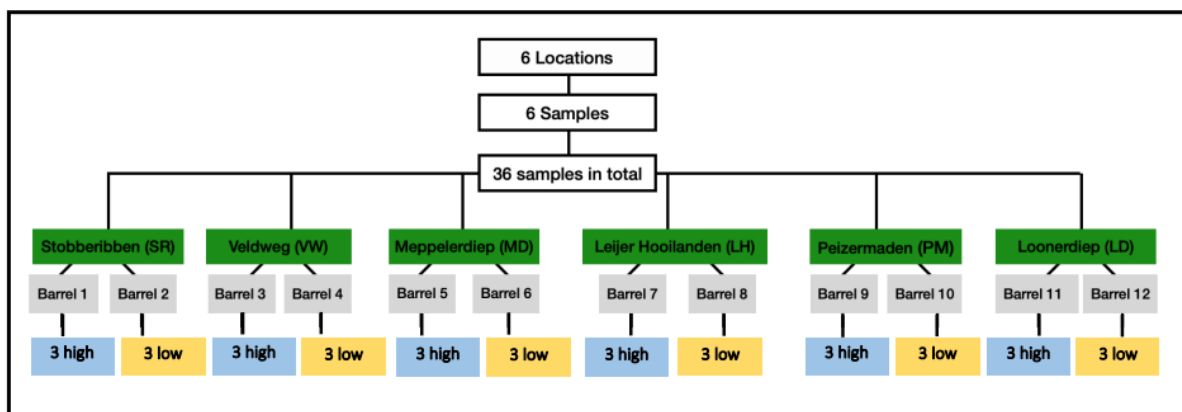 6 Locations
6 Samples
36 samples in total
Stobberibben (SR)
Veldweg (VW)
Meppelerdiep (MD)
Leijer Hooilanden (LH)
Peizermaden (PM)
Loonerdiep (LD)
Barrel 1
Barrel 2
Barrel 3
Barrel 4
Barrel 5
Barrel 6
Barrel 7
Barrel 8
Barrel 9
Barrel 10
Barrel 11
Barrel 12
3 high
3 low
3 high
3 low
3 high
3 low
3 high
3 low
3 high
3 low
3 high
3 low